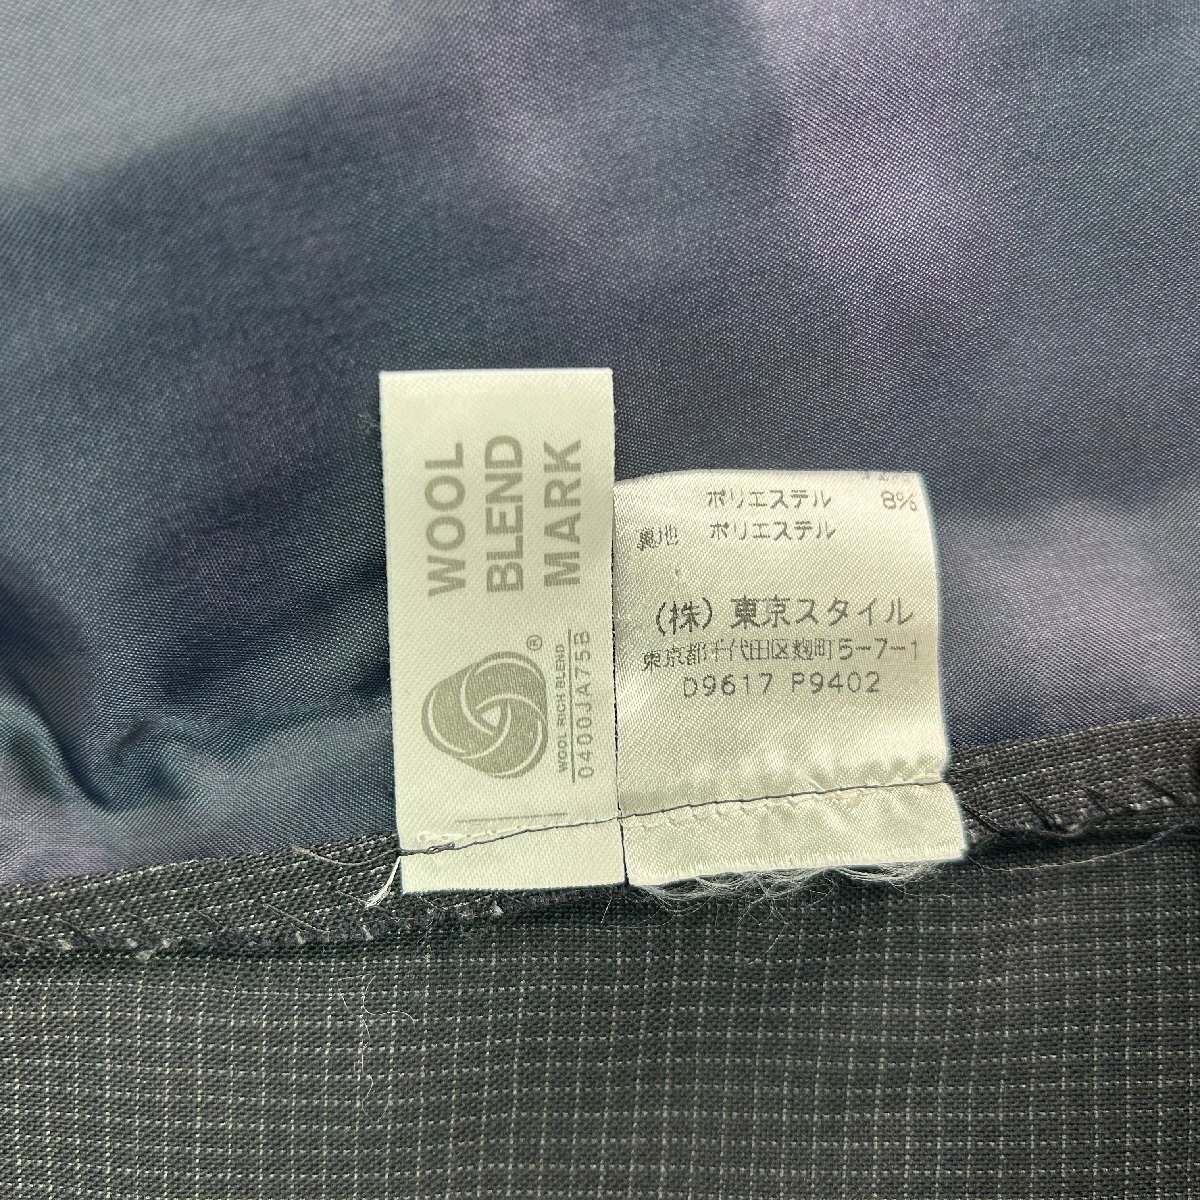 WOOL
BLEND
MARK
®
WOOL RICH BLEND
0400JA75B
ポリエステル 8%
裏地 ポリエステル
(株)東京スタイル
東京都千代田区麹町5-7-1
D9617 P9402